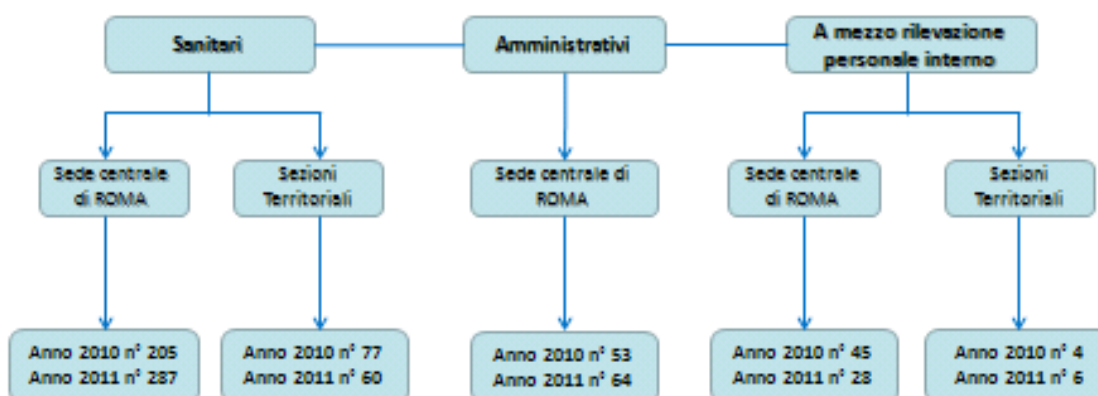 Sanitari
Amministrativi
A mezzo rilevazione
personale interno
Sede centrale
di ROMA
Sezioni
Territoriali
Sede centrale di
ROMA
Sede centrale
di ROMA
Sezioni
Territoriali
Anno 2010 n° 205
Anno 2011 n° 287
Anno 2010 n° 77
Anno 2011 n° 60
Anno 2010 n° 53
Anno 2011 n° 64
Anno 2010 n° 45
Anno 2011 n° 28
Anno 2010 n° 4
Anno 2011 n° 6